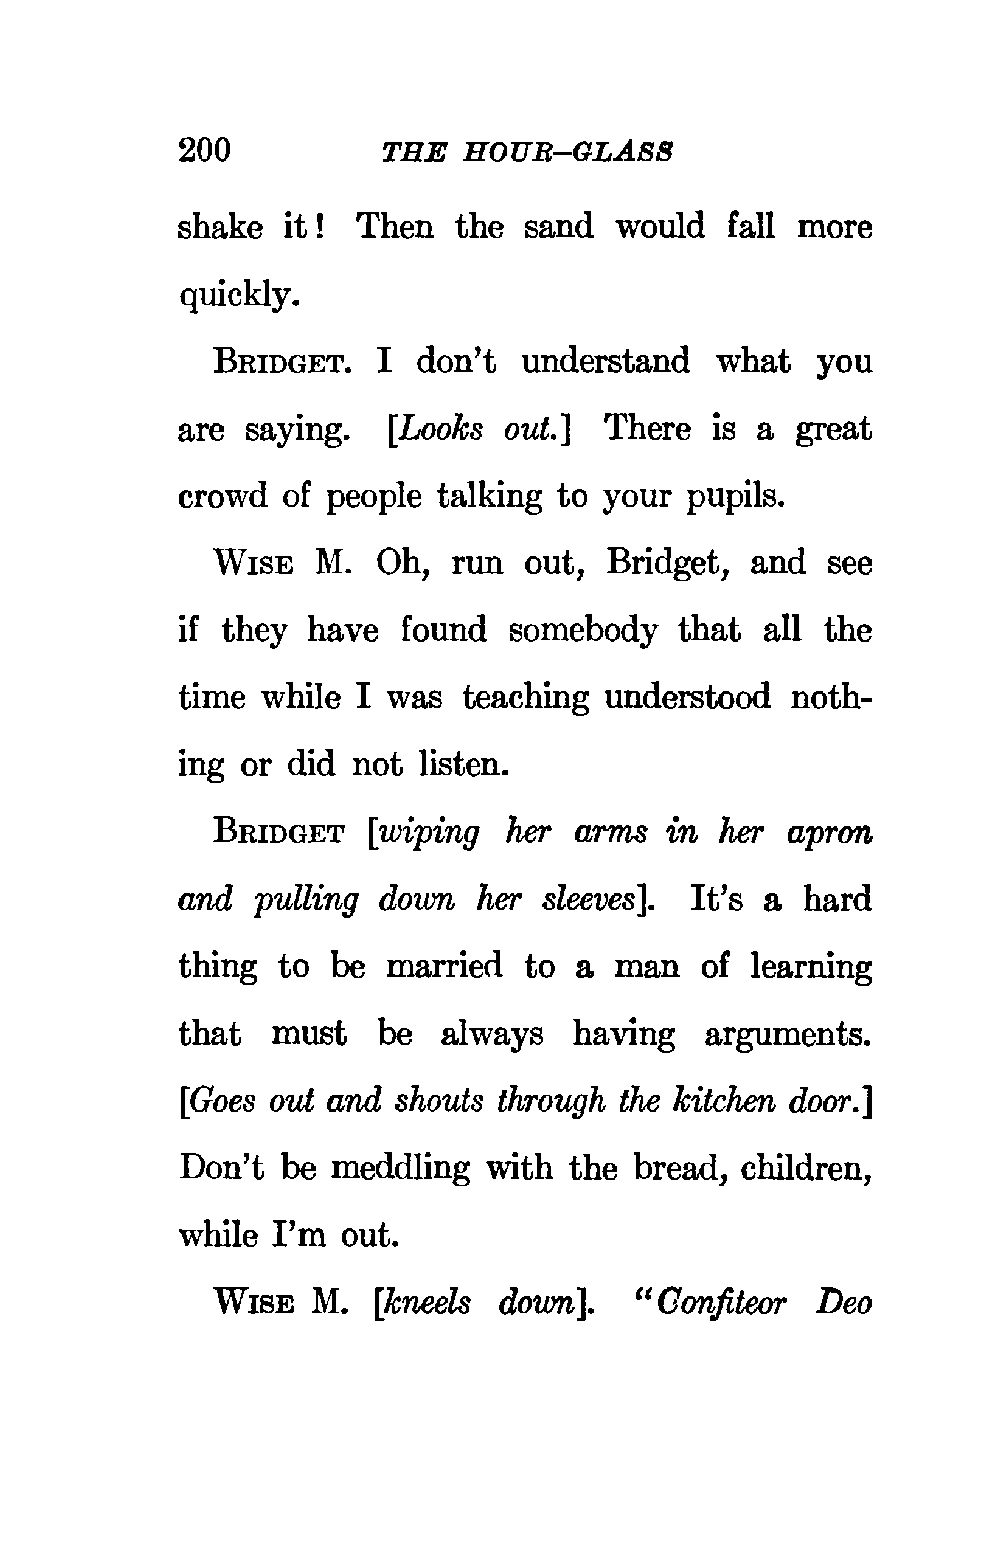 200 THE HOUR-GLASS
shake it! Then the sand would fall more
quickly.
BRIDGET. I don't understand what you
are saying. [Looks out.] There is a great
crowd of people talking to your pupils.
WISE M. Oh, run out, Bridget, and see
if they have found somebody that all the
time while I was teaching understood noth-
ing or did not listen.
BRIDGET [wiping her arms in her apron
and pulling down her sleeves]. It's a hard
thing to be married to a man of learning
that must be always having arguments.
[Goes out and shouts through the kitchen door.]
Don't be meddling with the bread, children,
while I'm out.
WISE M. [kneels down]. "Confiteor Deo